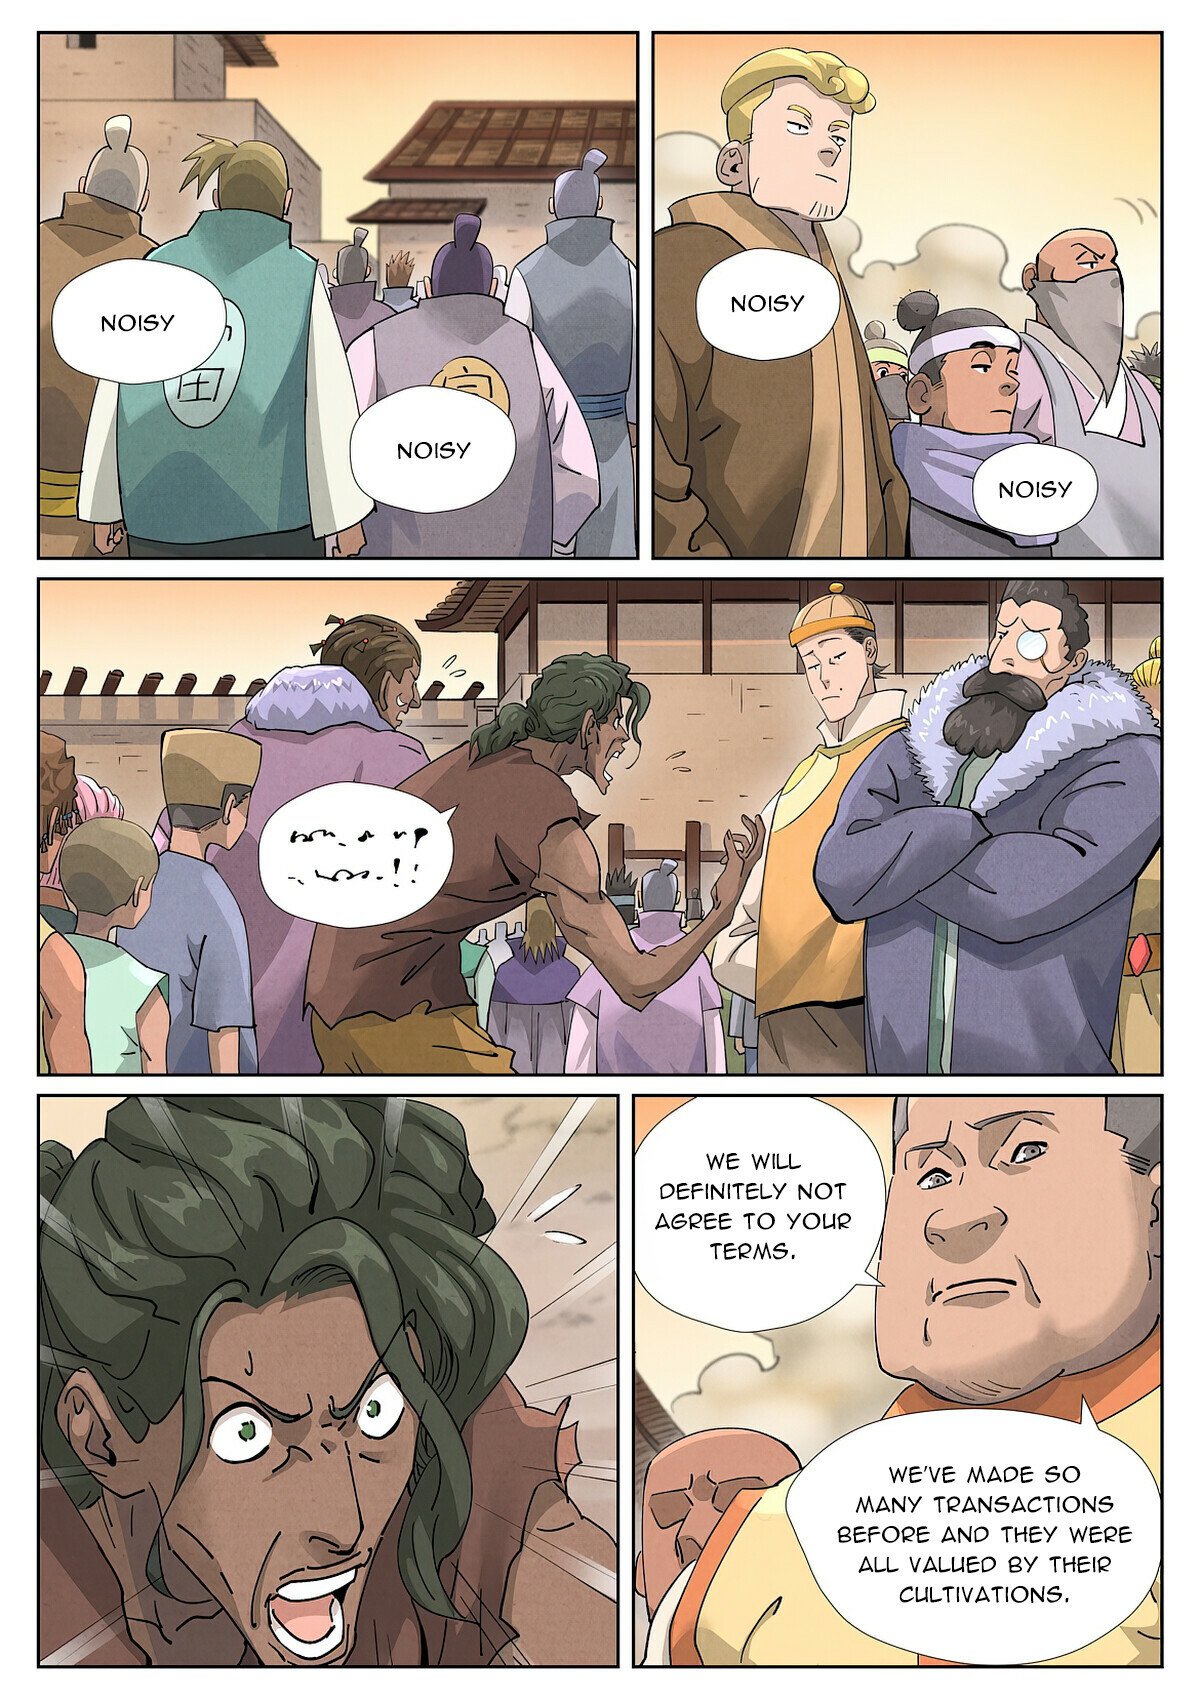 NOISY
NOISY
NOISY
NOISY
WE WILL
DEFINITELY NOT
AGREE TO YOUR
TERMS.
WE'VE MADE SO
MANY TRANSACTIONS
BEFORE AND THEY WERE
ALL VALUED BY THEIR
CULTIVATIONS.